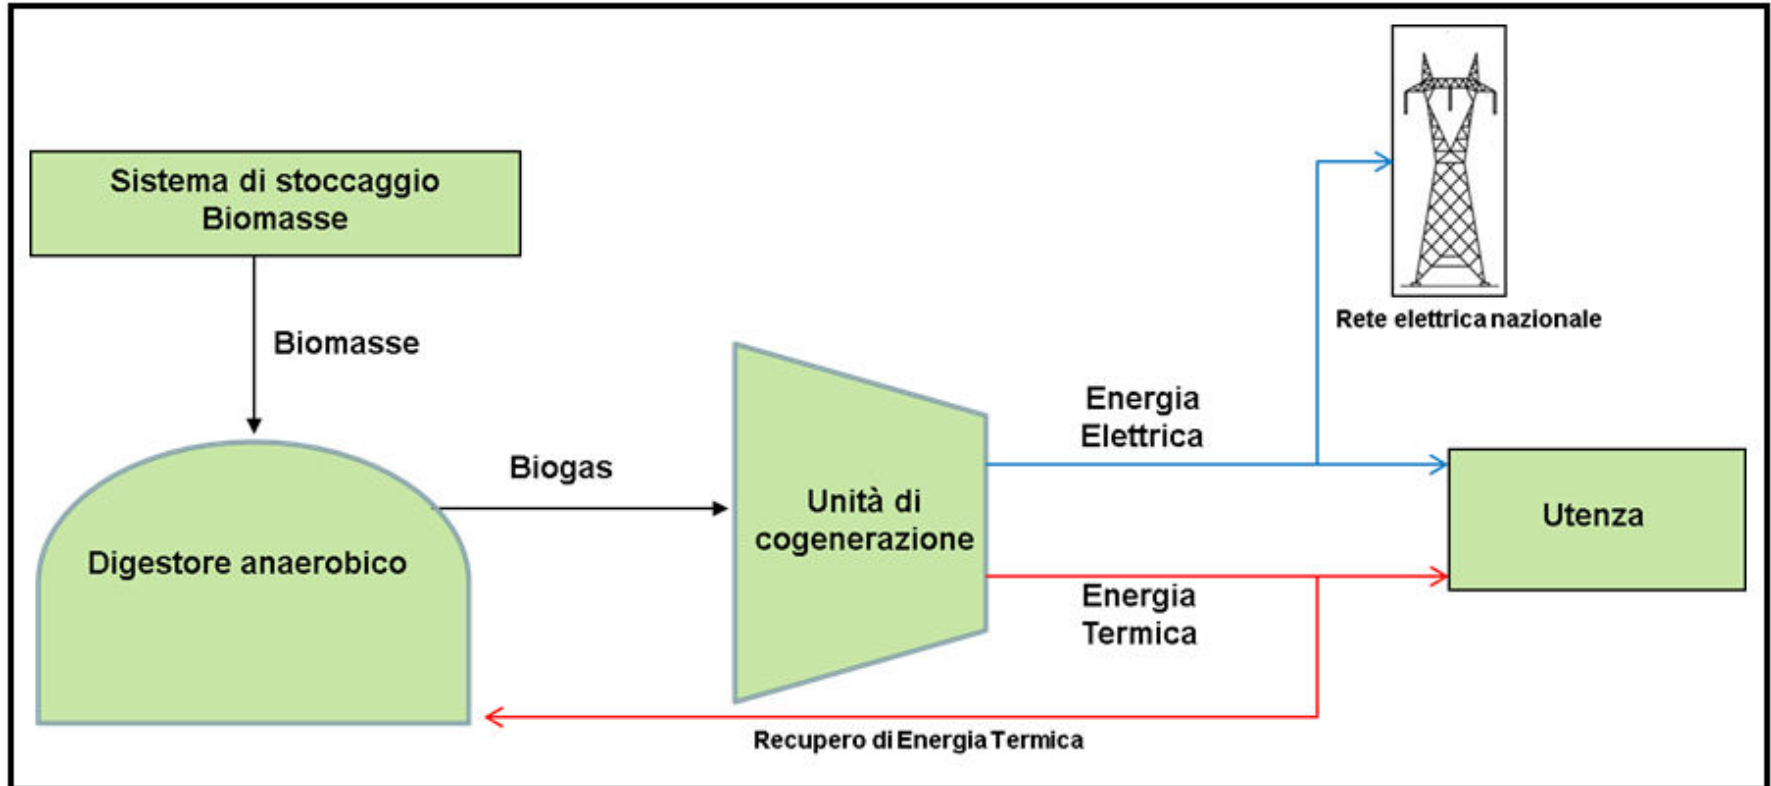 Sistema di stoccaggio
Biomasse
Biomasse
Rete elettrica nazionale
Energia
Elettrica
Biogas
Unità di
cogenerazione
Utenza
Digestore anaerobico
Energia
Termica
Recupero di Energia Termica